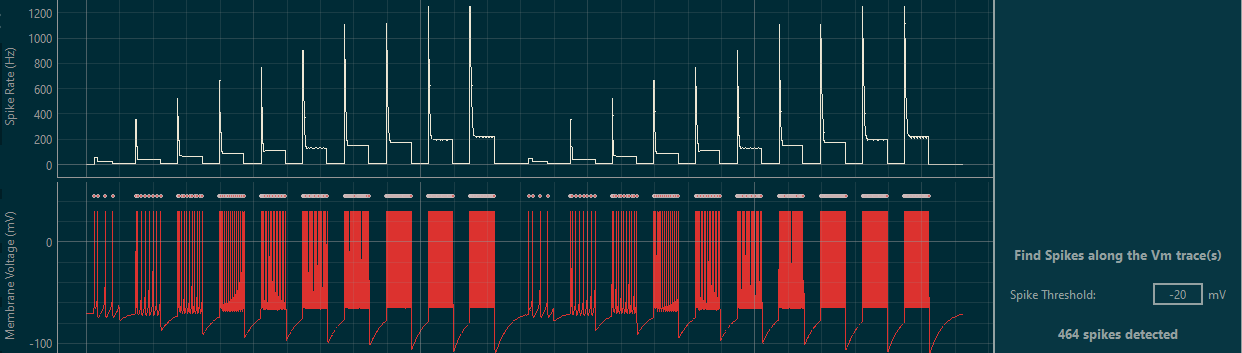 1200
1000
800
600
400
200
0
Spike Rate (Hz)
0
-100
Membrane Voltage (mV)
Find Spikes along the Vm trace(s)
Spike Threshold: -20 mV
464 spikes detected